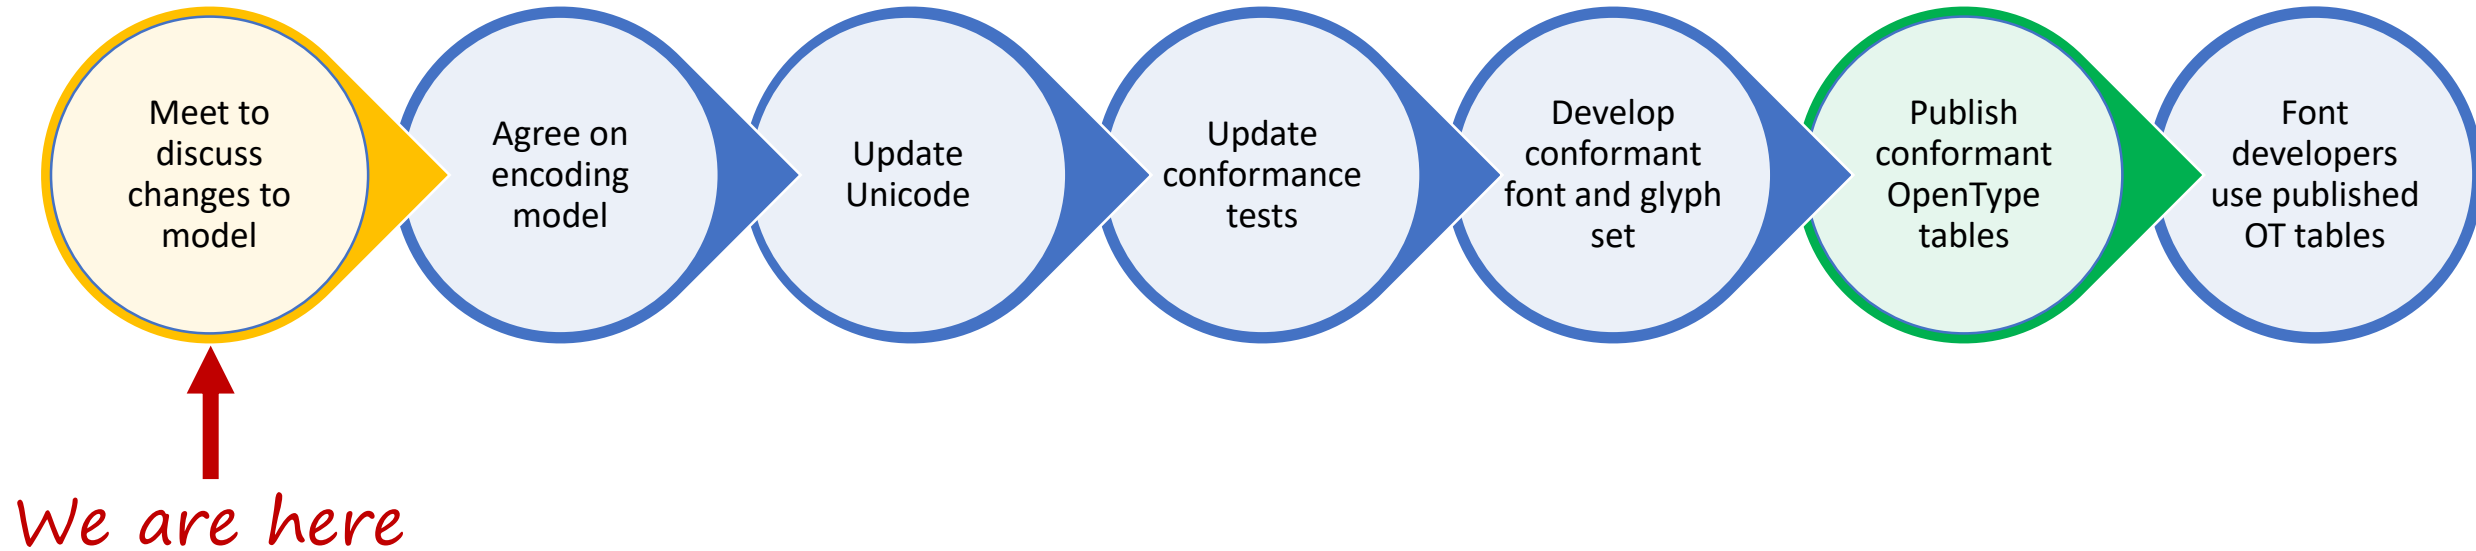 Meet to
discuss
changes to
model
Agree on
encoding
model
Update
Unicode
Update
conformance
tests
Develop
conformant
font and glyph
set
Publish
conformant
OpenType
tables
Font
developers
use published
OT tables
We are here